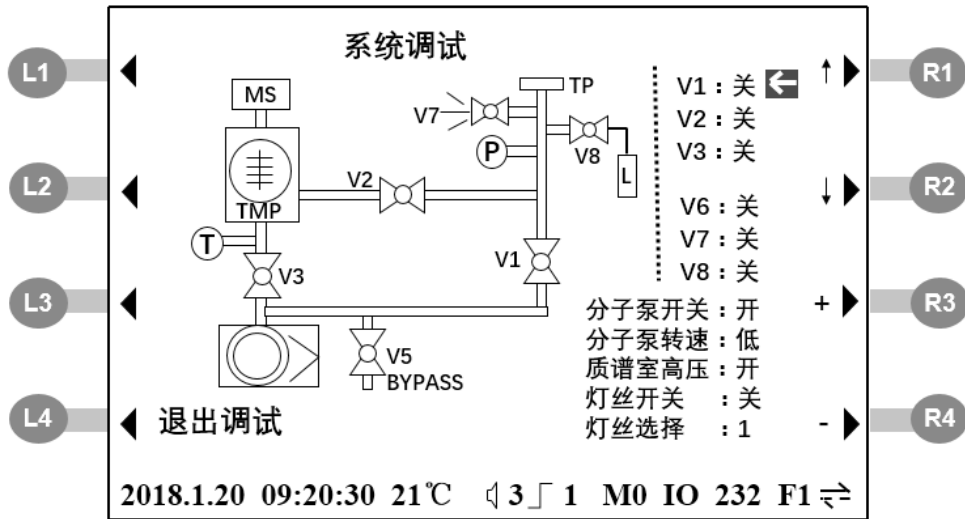 系统调试
L1
R1
↑
MS
TP
V7
V1：关 ←
V2：关
V8
P
V3：关
L2
R2
↓
V2
L
TMP
V6：关
T
V7：关
V3
V1
V8：关
L3
R3
+
分子泵开关：开
分子泵转速：低
V5
质谱室高压：开
BYPASS
灯丝开关：关
L4
退出调试
灯丝选择：1
-
R4
2018.1.20 09:20:30 21℃ 3 1 M0 IO 232 F1 ⇌